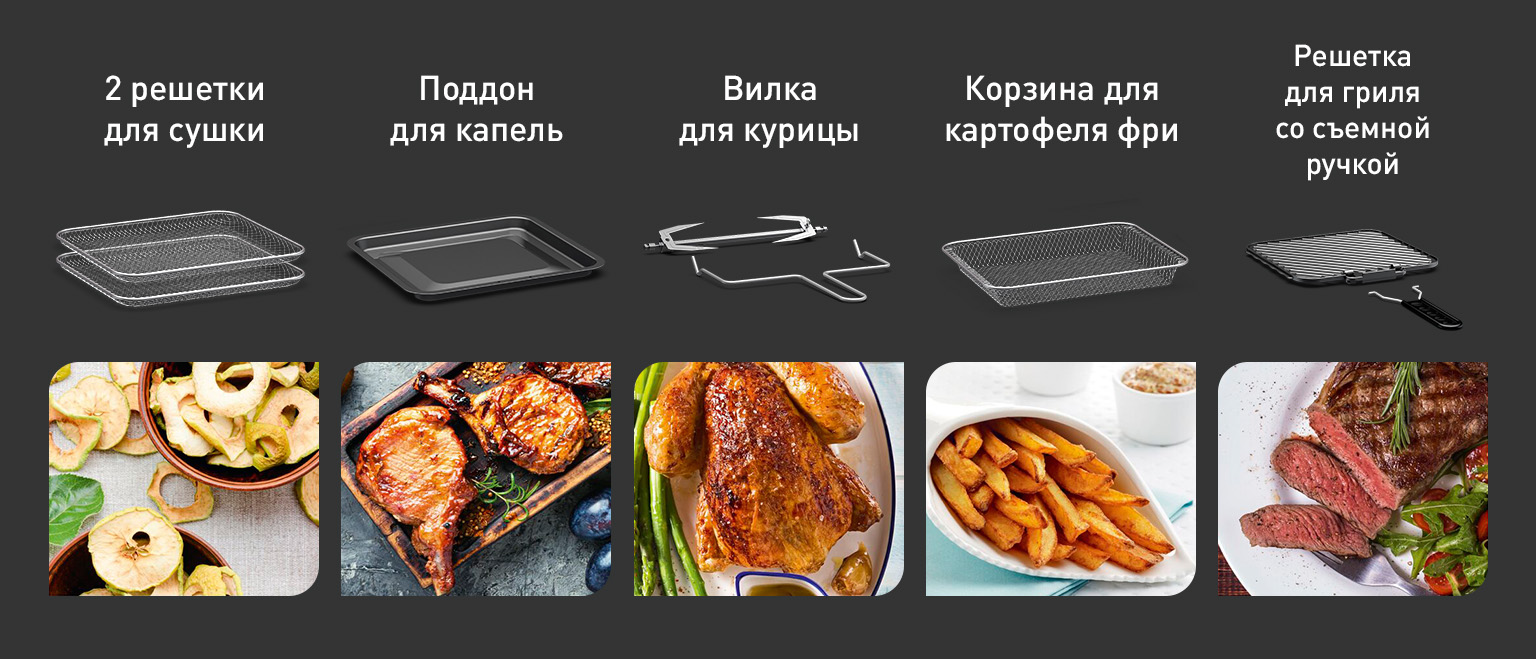 2 решетки
для сушки
Поддон
для капель
Вилка
для курицы
Корзина для
картофеля фри
Решетка
для гриля
со съемной
ручкой